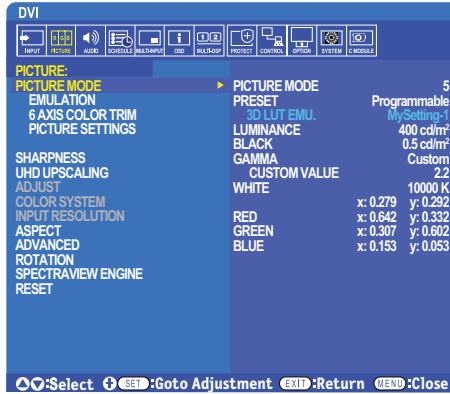 DVI
INPUT PICTURE AUDIO SCHEDULE MULTI-INPUT OSD MULTI-DSP PROTECT CONTROL OPTION SYSTEM C MODULE
PICTURE:
PICTURE MODE PICTURE MODE 5
EMULATION PRESET Programmable
6 AXIS COLOR TRIM 3D LUT EMU. MySetting-1
PICTURE SETTINGS LUMINANCE 400 cd/m²
BLACK 0.5 cd/m²
SHARPNESS GAMMA Custom
UHD UPSCALING CUSTOM VALUE 2.2
ADJUST WHITE 10000 K
COLOR SYSTEM x: 0.279 y: 0.292
INPUT RESOLUTION RED x: 0.642 y: 0.332
ASPECT GREEN x: 0.307 y: 0.602
ADVANCED BLUE x: 0.153 y: 0.053
ROTATION
SPECTRAVIEW ENGINE
RESET
:Select SET:Goto Adjustment EXIT:Return MENU:Close